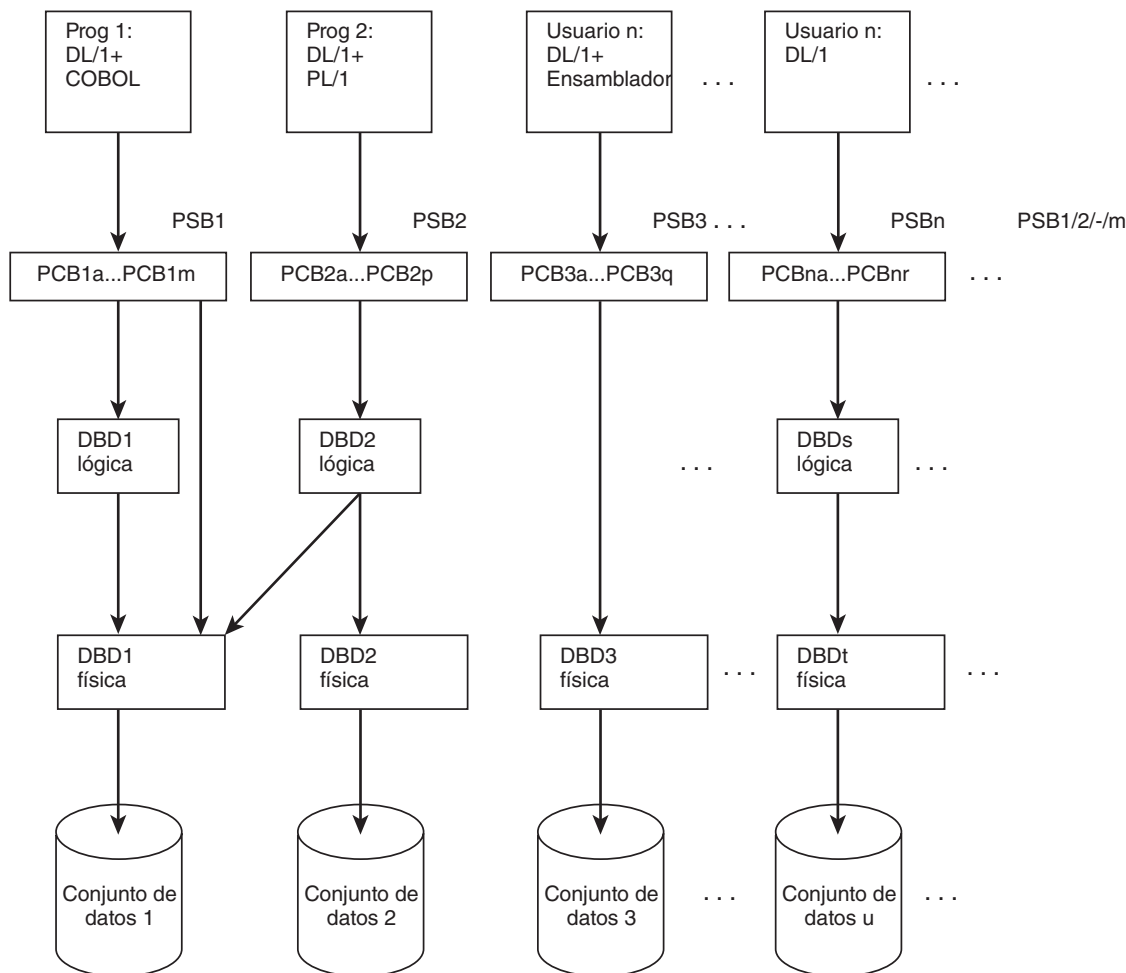 Prog 1:
DL/1+
COBOL
Prog 2:
DL/1+
PL/1
Usuario n:
DL/1+
Ensamblador
. . .
Usuario n:
DL/1
. . .
PSB1
PSB2
PSB3 . . .
PSBn
PSB1/2/-/m
PCB1a...PCB1m
PCB2a...PCB2p
PCB3a...PCB3q
PCBna...PCBnr
. . .
DBD1
lógica
DBD2
lógica
. . .
DBDs
lógica
. . .
DBD1
física
DBD2
física
DBD3
física
. . .
DBDt
física
. . .
Conjunto de
datos 1
Conjunto de
datos 2
Conjunto de
datos 3
. . .
Conjunto de
datos u
. . .